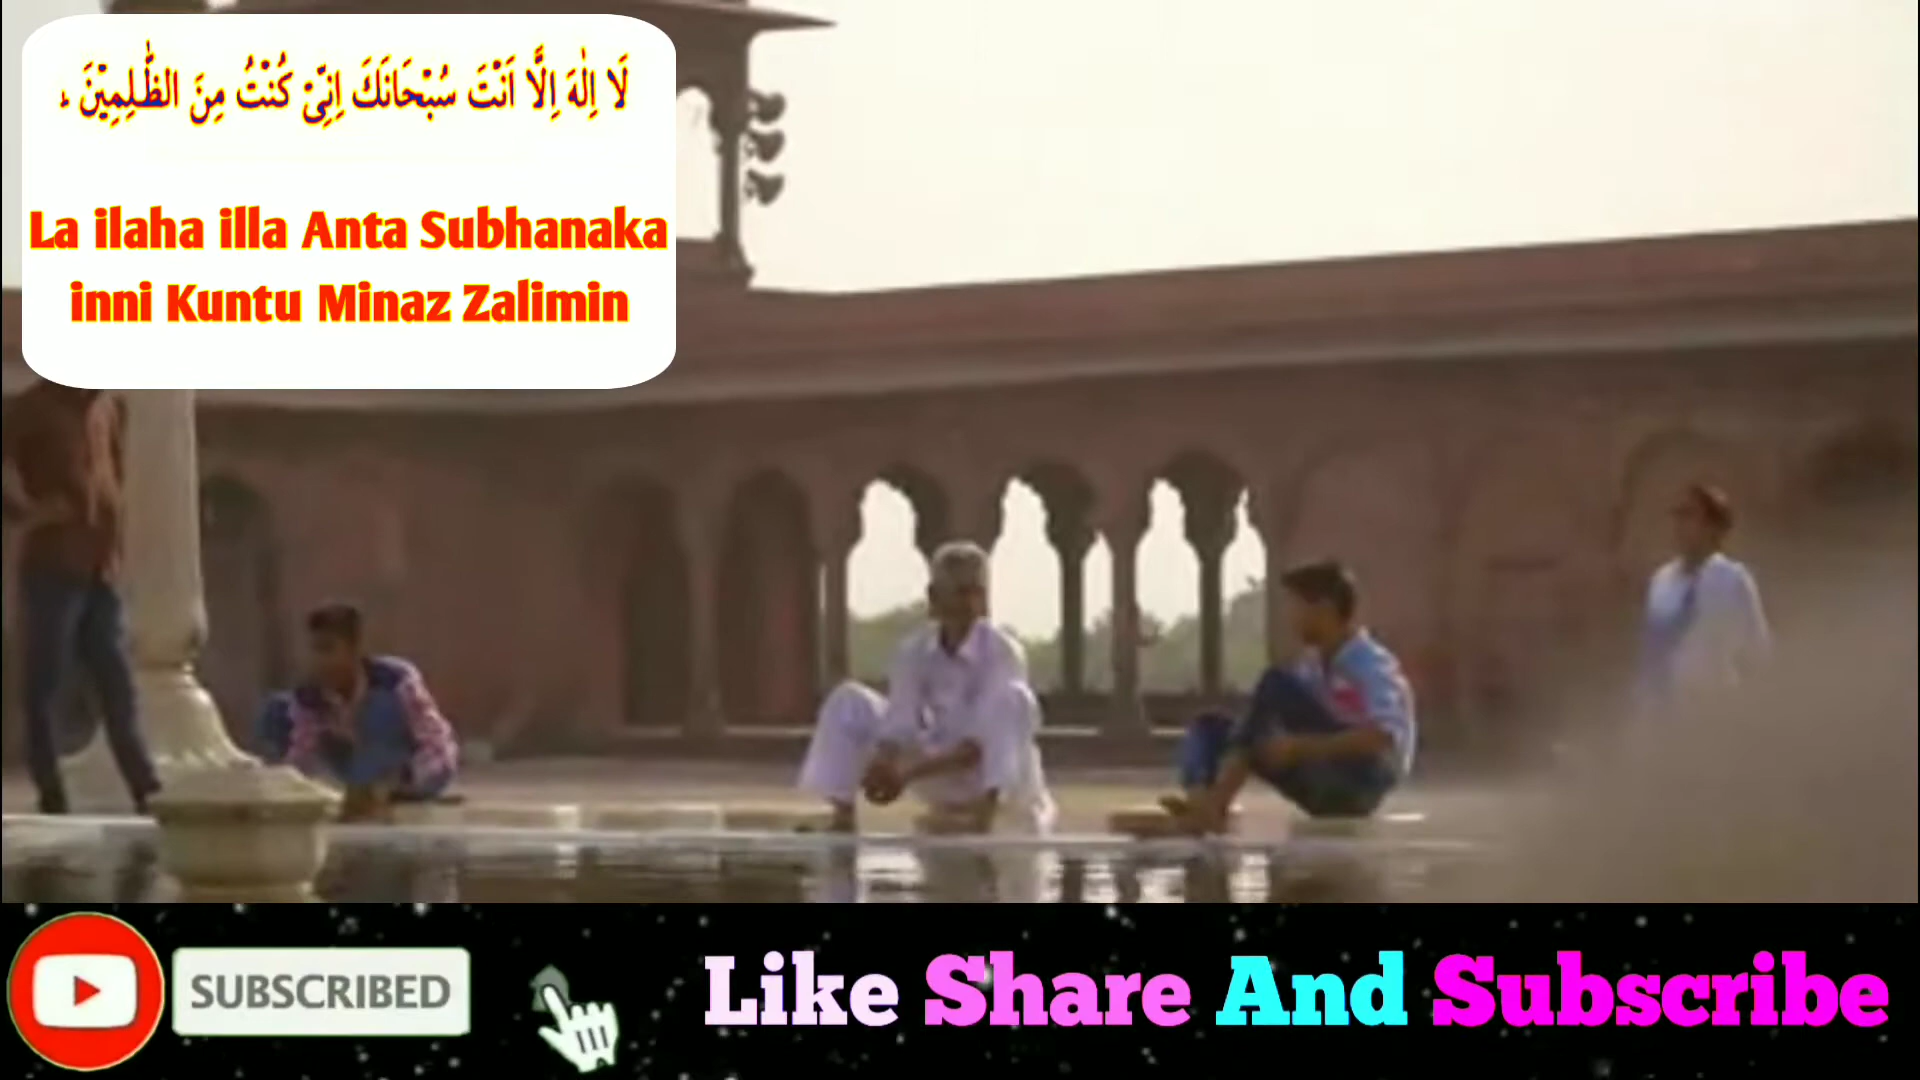 لَا اِلٰهَ اِلَّا اَنْتَ سُبْحَانَكَ اِنِّیْ كُنْتُ مِنَ الظّٰلِمِیْنَ ۔
La ilaha illa Anta Subhanaka
inni Kuntu Minaz Zalimin
SUBSCRIBED
Like Share And Subscribe